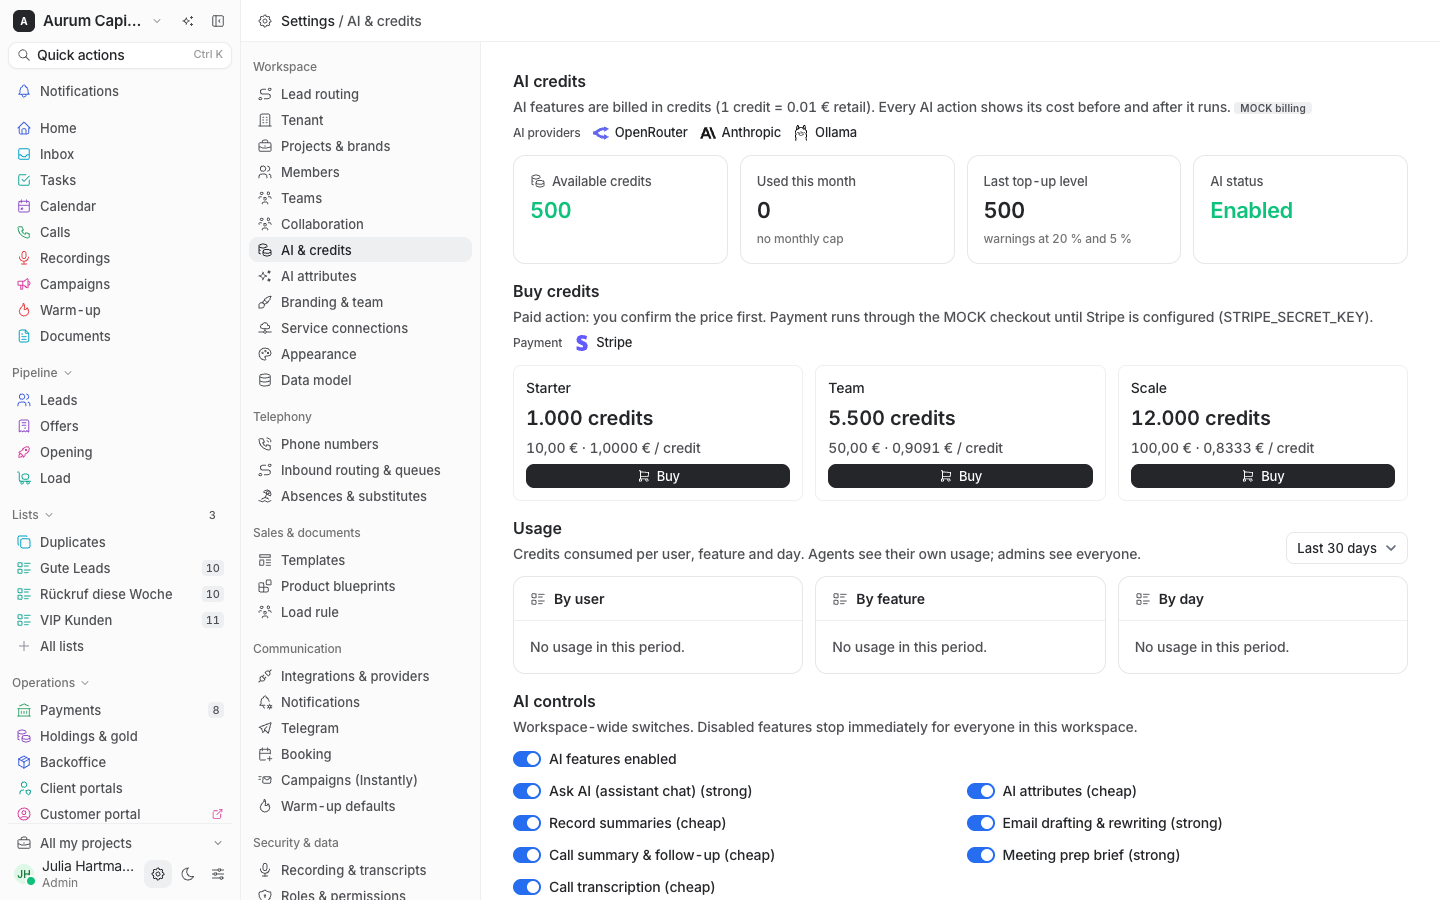 A Aurum Capi...
Quick actions Ctrl K
Notifications
Home
Inbox
Tasks
Calendar
Calls
Recordings
Campaigns
Warm-up
Documents
Pipeline
Leads
Offers
Opening
Load
Lists 3
Duplicates
Gute Leads 10
Rückruf diese Woche 10
VIP Kunden 11
All lists
Operations
Payments 8
Holdings & gold
Backoffice
Client portals
Customer portal
All my projects
JH Julia Hartma...
Admin
Settings / AI & credits
Workspace
Lead routing
Tenant
Projects & brands
Members
Teams
Collaboration
AI & credits
AI attributes
Branding & team
Service connections
Appearance
Data model
Telephony
Phone numbers
Inbound routing & queues
Absences & substitutes
Sales & documents
Templates
Product blueprints
Load rule
Communication
Integrations & providers
Notifications
Telegram
Booking
Campaigns (Instantly)
Warm-up defaults
Security & data
Recording & transcripts
Roles & permissions
AI credits
AI features are billed in credits (1 credit = 0.01 € retail). Every AI action shows its cost before and after it runs. MOCK billing
AI providers OpenRouter Anthropic Ollama
Available credits
500
Used this month
0
no monthly cap
Last top-up level
500
warnings at 20 % and 5 %
AI status
Enabled
Buy credits
Paid action: you confirm the price first. Payment runs through the MOCK checkout until Stripe is configured (STRIPE_SECRET_KEY).
Payment Stripe
Starter
1.000 credits
10,00 € · 1,0000 € / credit
Buy
Team
5.500 credits
50,00 € · 0,9091 € / credit
Buy
Scale
12.000 credits
100,00 € · 0,8333 € / credit
Buy
Usage
Credits consumed per user, feature and day. Agents see their own usage; admins see everyone.
Last 30 days
By user
No usage in this period.
By feature
No usage in this period.
By day
No usage in this period.
AI controls
Workspace-wide switches. Disabled features stop immediately for everyone in this workspace.
AI features enabled
Ask AI (assistant chat) (strong)
AI attributes (cheap)
Record summaries (cheap)
Email drafting & rewriting (strong)
Call summary & follow-up (cheap)
Meeting prep brief (strong)
Call transcription (cheap)